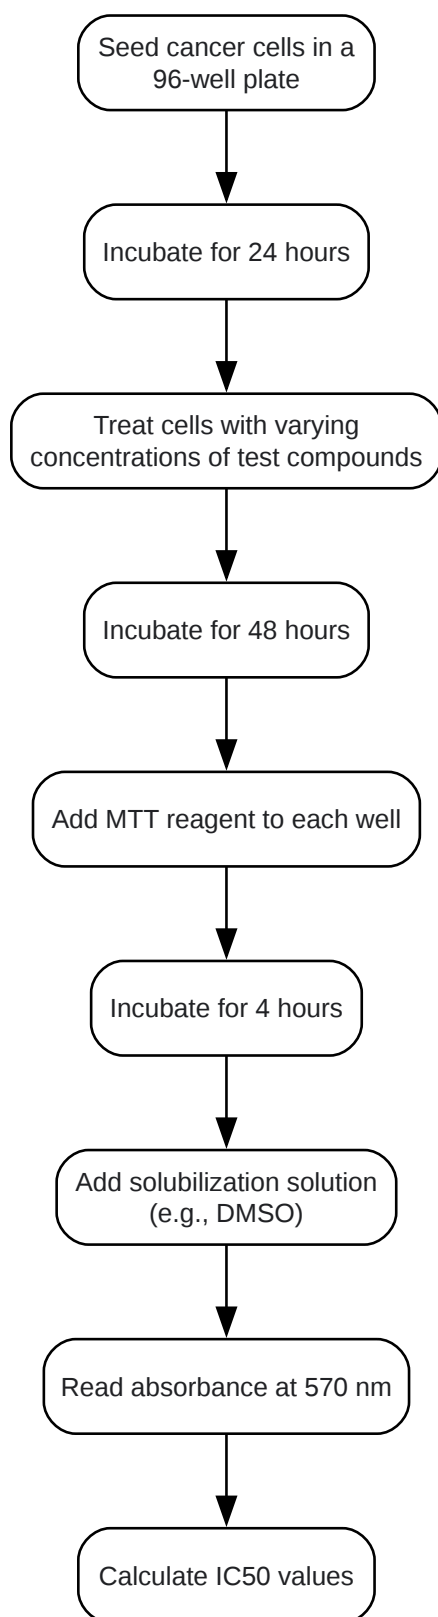 Seed cancer cells in a
96-well plate
Incubate for 24 hours
Treat cells with varying
concentrations of test compounds
Incubate for 48 hours
Add MTT reagent to each well
Incubate for 4 hours
Add solubilization solution
(e.g., DMSO)
Read absorbance at 570 nm
Calculate IC50 values